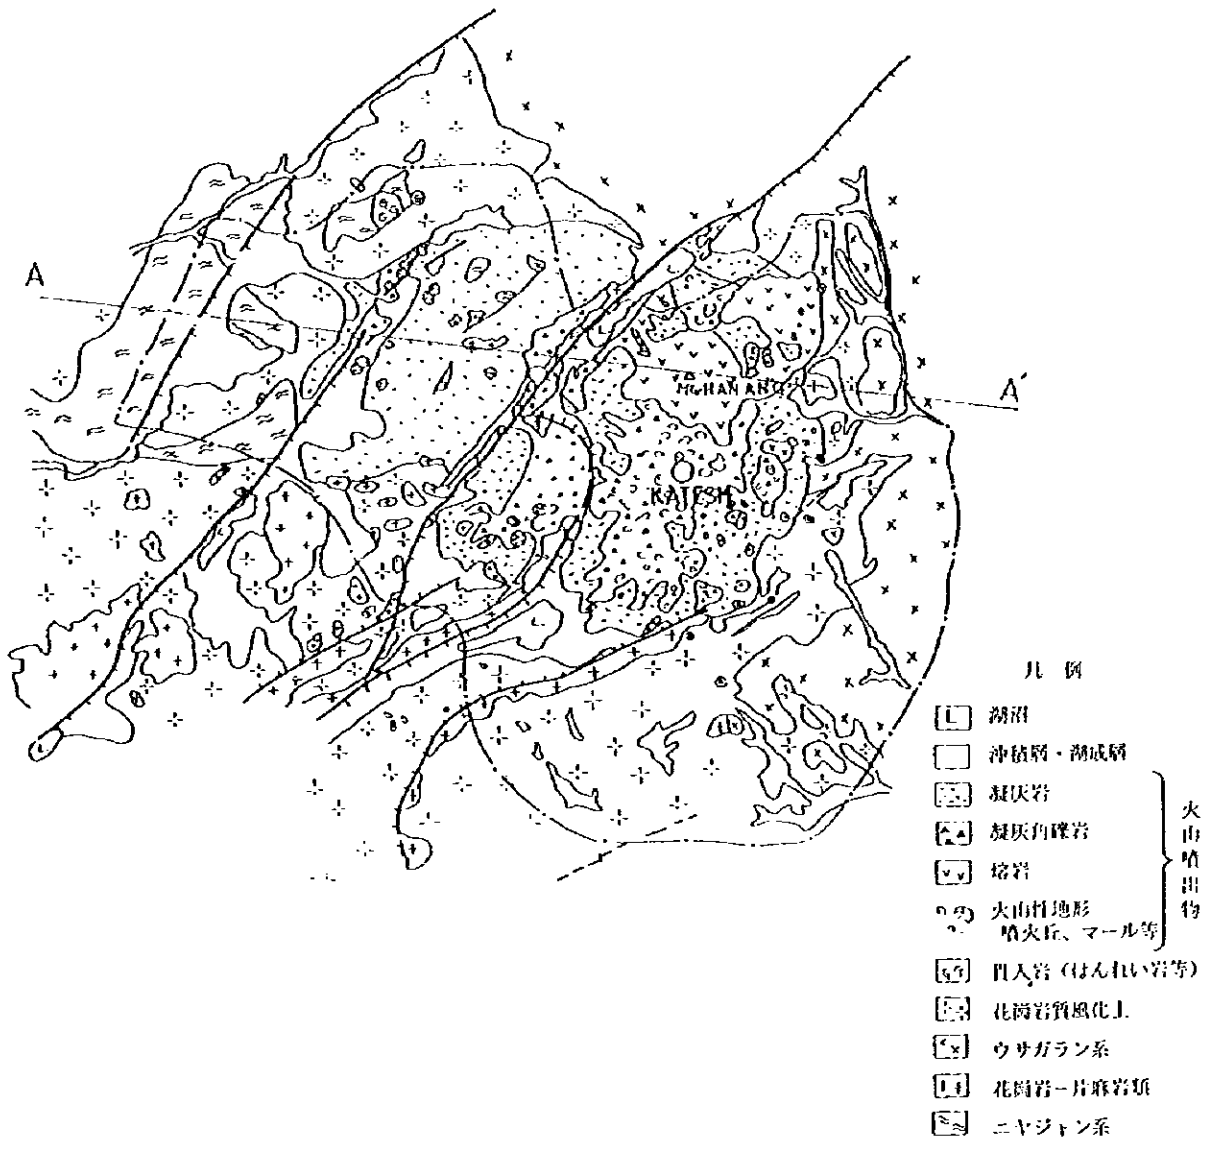 A
A´
Mt HANANG
KATESH
凡 例
湖沼
沖積層・湖成層
凝灰岩
凝灰角礫岩
熔岩
火山性地形
噴火丘、マール等
火山噴出物
貫入岩（はんれい岩等）
花崗岩質風化土
ウサガラン系
花崗岩－片麻岩類
ニヤジャン系